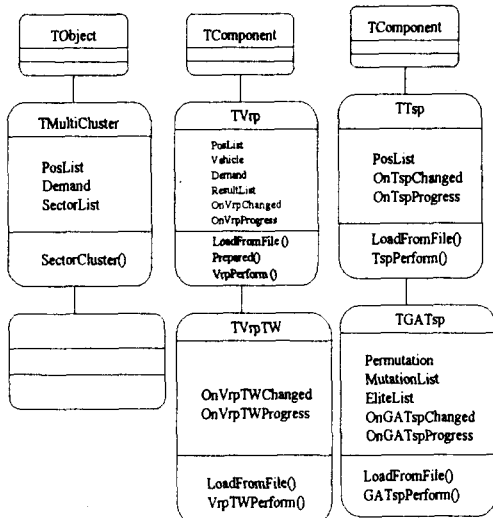 TObject
TMultiCluster
PosList
Demand
SectorList
SectorCluster()
TComponent
TVrp
PosList
Vehicle
Demand
ResultList
OnVrpChanged
OnVrpProgress
LoadFromFile()
Prepared()
VrpPerform()
TVrpTW
OnVrpTWChanged
OnVrpTWProgress
LoadFromFile()
VrpTWPerform()
TComponent
TTsp
PosList
OnTspChanged
OnTspProgress
LoadFromFile()
TspPerform()
TGATsp
Permutation
MutationList
EliteList
OnGATspChanged
OnGATspProgress
LoadFromFile()
GATspPerform()